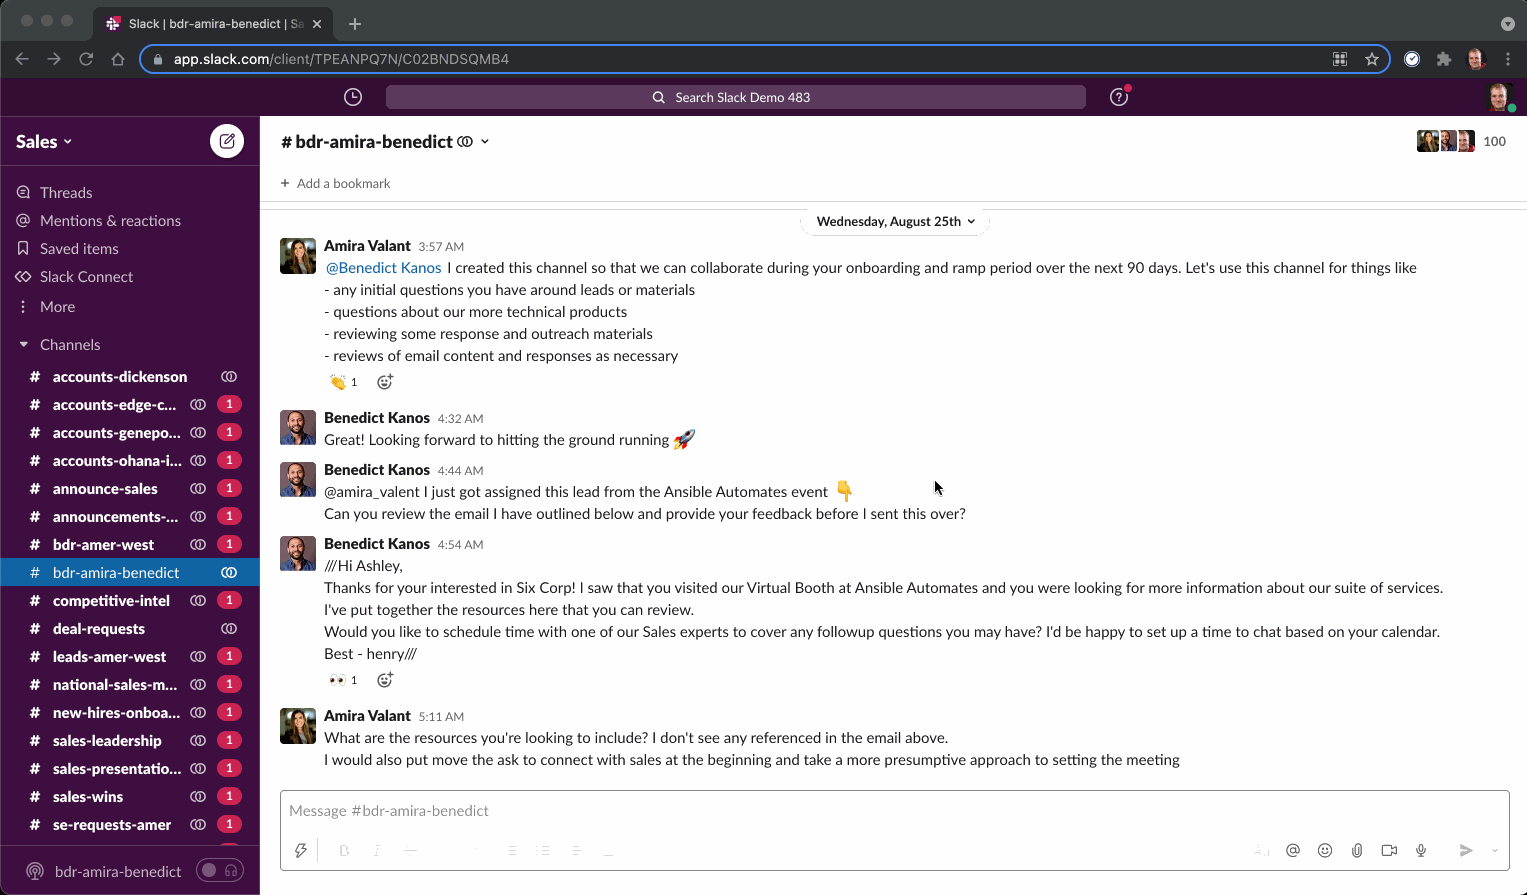 Slack | bdr-amira-benedict | Sa
app.slack.com/client/TPEANPQ7N/C02BNDSQMB4
Search Slack Demo 483
Sales
# bdr-amira-benedict
100
+ Add a bookmark
Threads
Mentions & reactions
Saved items
Slack Connect
More
Channels
# accounts-dickenson
# accounts-edge-c... 1
# accounts-genepo... 1
# accounts-ohana-i... 1
# announce-sales 1
# announcements-... 1
# bdr-amer-west 1
# bdr-amira-benedict
# competitive-intel 1
# deal-requests
# leads-amer-west 1
# national-sales-m... 1
# new-hires-onboa... 1
# sales-leadership 1
# sales-presentatio... 1
# sales-wins 1
# se-requests-amer 1
bdr-amira-benedict
Wednesday, August 25th
Amira Valant 3:57 AM
@Benedict Kanos I created this channel so that we can collaborate during your onboarding and ramp period over the next 90 days. Let's use this channel for things like
- any initial questions you have around leads or materials
- questions about our more technical products
- reviewing some response and outreach materials
- reviews of email content and responses as necessary
👏 1
Benedict Kanos 4:32 AM
Great! Looking forward to hitting the ground running 🚀
Benedict Kanos 4:44 AM
@amira_valent I just got assigned this lead from the Ansible Automates event 👇
Can you review the email I have outlined below and provide your feedback before I sent this over?
Benedict Kanos 4:54 AM
///Hi Ashley,
Thanks for your interested in Six Corp! I saw that you visited our Virtual Booth at Ansible Automates and you were looking for more information about our suite of services.
I've put together the resources here that you can review.
Would you like to schedule time with one of our Sales experts to cover any followup questions you may have? I'd be happy to set up a time to chat based on your calendar.
Best - henry///
👀 1
Amira Valant 5:11 AM
What are the resources you're looking to include? I don't see any referenced in the email above.
I would also put move the ask to connect with sales at the beginning and take a more presumptive approach to setting the meeting
Message #bdr-amira-benedict